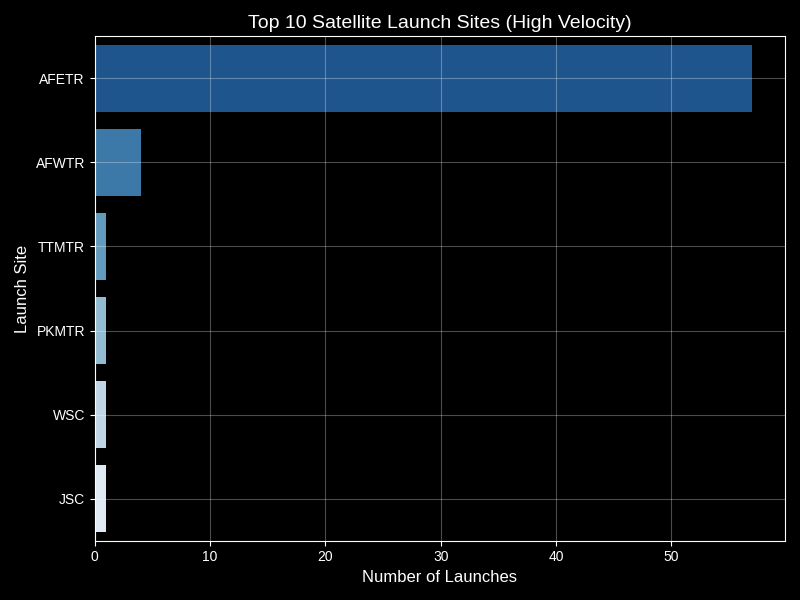 Top 10 Satellite Launch Sites (High Velocity)
Launch Site
AFETR
AFWTR
TTMTR
PKMTR
WSC
JSC
0 10 20 30 40 50
Number of Launches